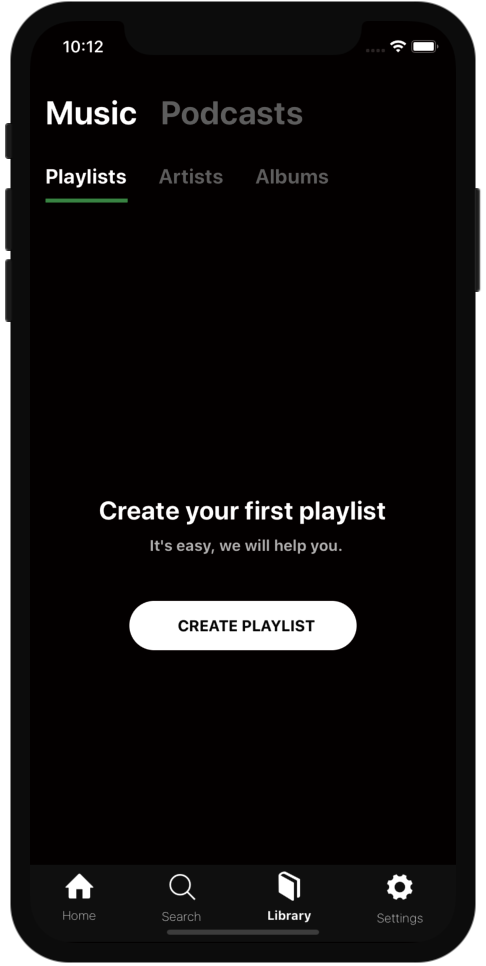 10:12
Music Podcasts
Playlists Artists Albums
Create your first playlist
It's easy, we will help you.
CREATE PLAYLIST
Home Search Library Settings